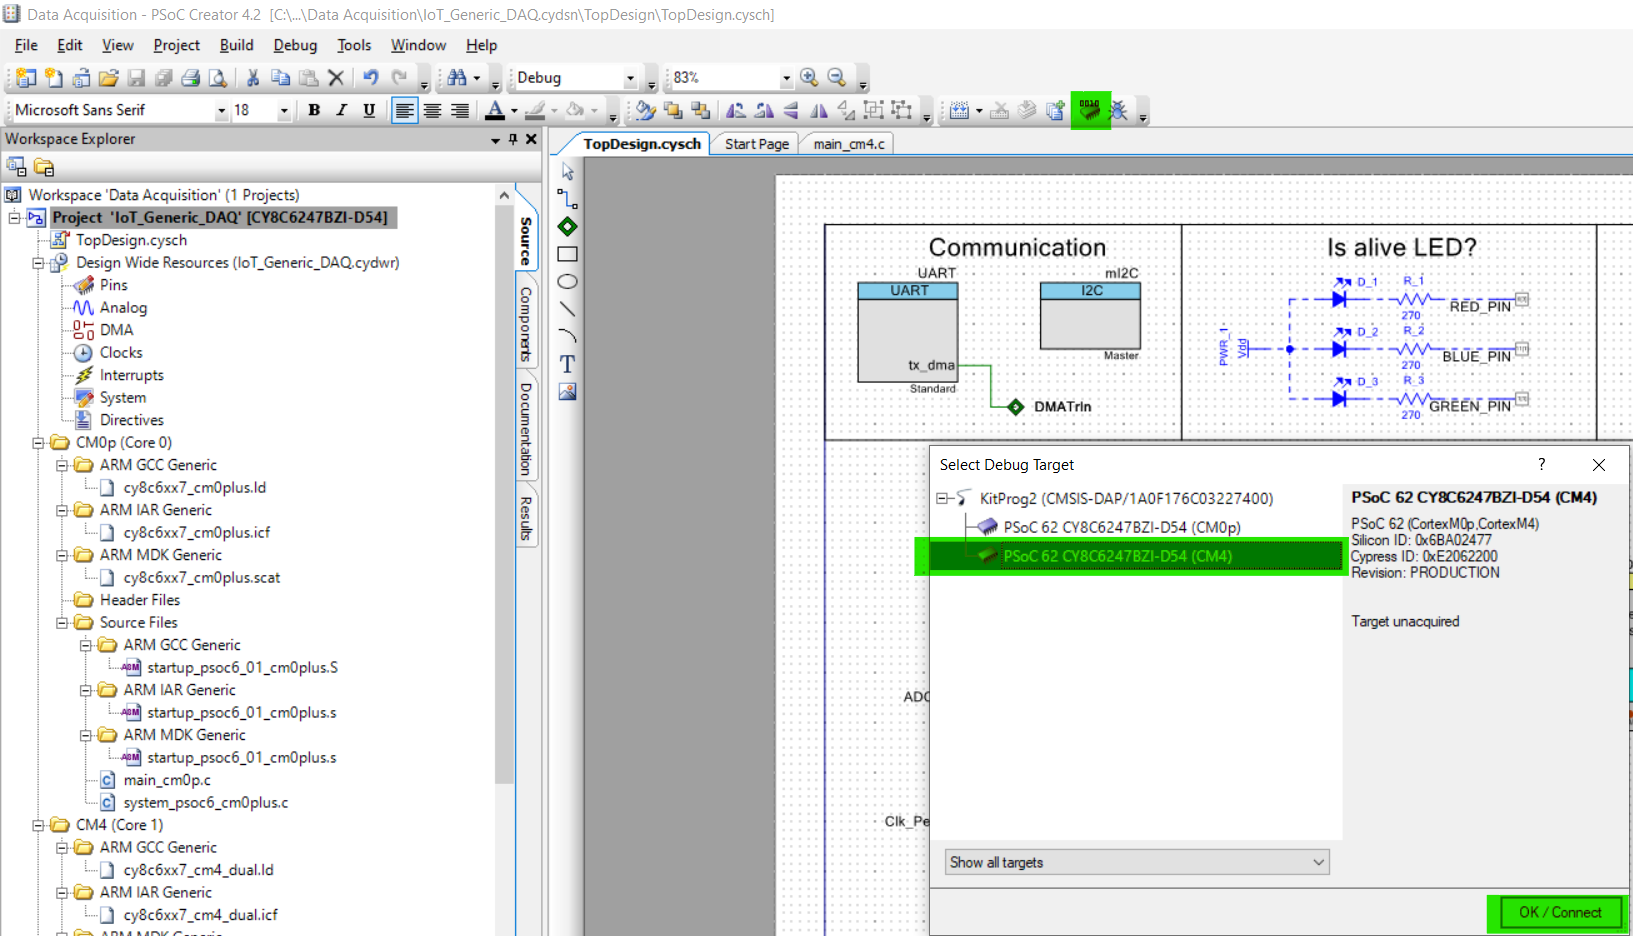 Data Acquisition - PSoC Creator 4.2 [C:\...\Data Acquisition\IoT_Generic_DAQ.cydsn\TopDesign\TopDesign.cysch]
File Edit View Project Build Debug Tools Window Help
Debug 83%
Microsoft Sans Serif 18 B I U A
Workspace Explorer
TopDesign.cysch Start Page main_cm4.c
Workspace 'Data Acquisition' (1 Projects)
Project 'IoT_Generic_DAQ' [CY8C6247BZI-D54]
TopDesign.cysch
Design Wide Resources (IoT_Generic_DAQ.cydwr)
Pins
Analog
DMA
Clocks
Interrupts
System
Directives
CM0p (Core 0)
ARM GCC Generic
cy8c6xx7_cm0plus.ld
ARM IAR Generic
cy8c6xx7_cm0plus.icf
ARM MDK Generic
cy8c6xx7_cm0plus.scat
Header Files
Source Files
ARM GCC Generic
startup_psoc6_01_cm0plus.S
ARM IAR Generic
startup_psoc6_01_cm0plus.s
ARM MDK Generic
startup_psoc6_01_cm0plus.s
main_cm0p.c
system_psoc6_cm0plus.c
CM4 (Core 1)
ARM GCC Generic
cy8c6xx7_cm4_dual.ld
ARM IAR Generic
cy8c6xx7_cm4_dual.icf
ARM MDK Generic
Source
Components
Documentation
Results
T
Communication
UART
UART
tx_dma
Standard
mI2C
I2C
Master
DMATrIn
Is alive LED?
PWR_1
Vdd
D_1 R_1
270
RED_PIN
D_2 R_2
270
BLUE_PIN
D_3 R_3
270
GREEN_PIN
ADC
Clk_Pe
Select Debug Target
?
KitProg2 (CMSIS-DAP/1A0F176C03227400)
PSoC 62 CY8C6247BZI-D54 (CM0p)
PSoC 62 CY8C6247BZI-D54 (CM4)
PSoC 62 CY8C6247BZI-D54 (CM4)
PSoC 62 (CortexM0p,CortexM4)
Silicon ID: 0x6BA02477
Cypress ID: 0xE2062200
Revision: PRODUCTION
Target unacquired
Show all targets
OK / Connect